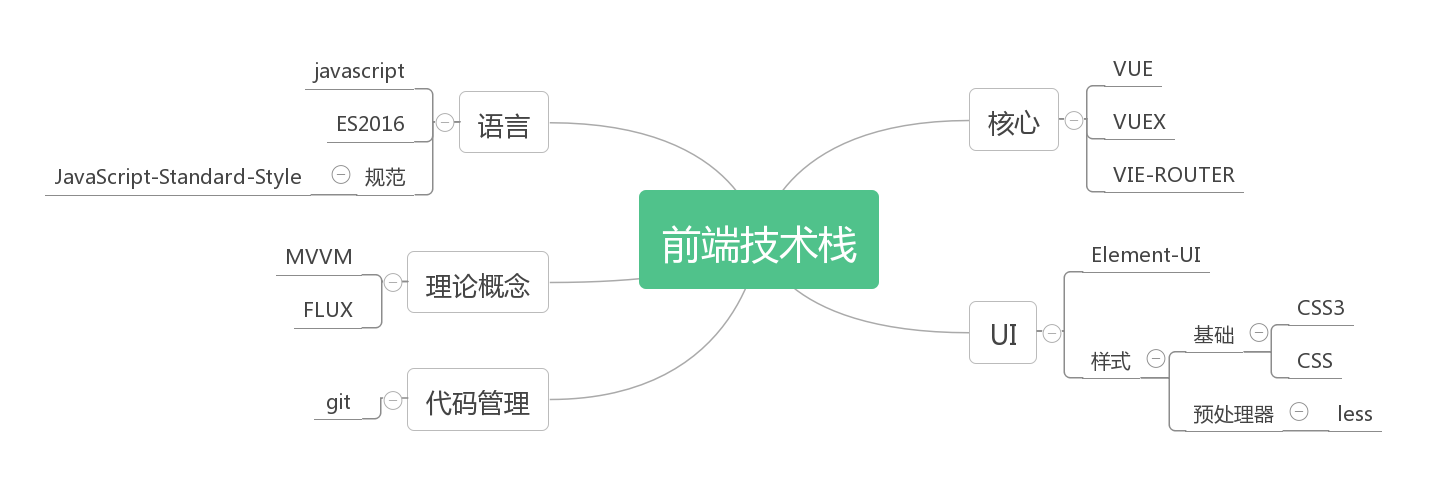 前端技术栈
语言
javascript
ES2016
规范
JavaScript-Standard-Style
理论概念
MVVM
FLUX
代码管理
git
核心
VUE
VUEX
VIE-ROUTER
UI
Element-UI
样式
基础
CSS3
CSS
预处理器
less